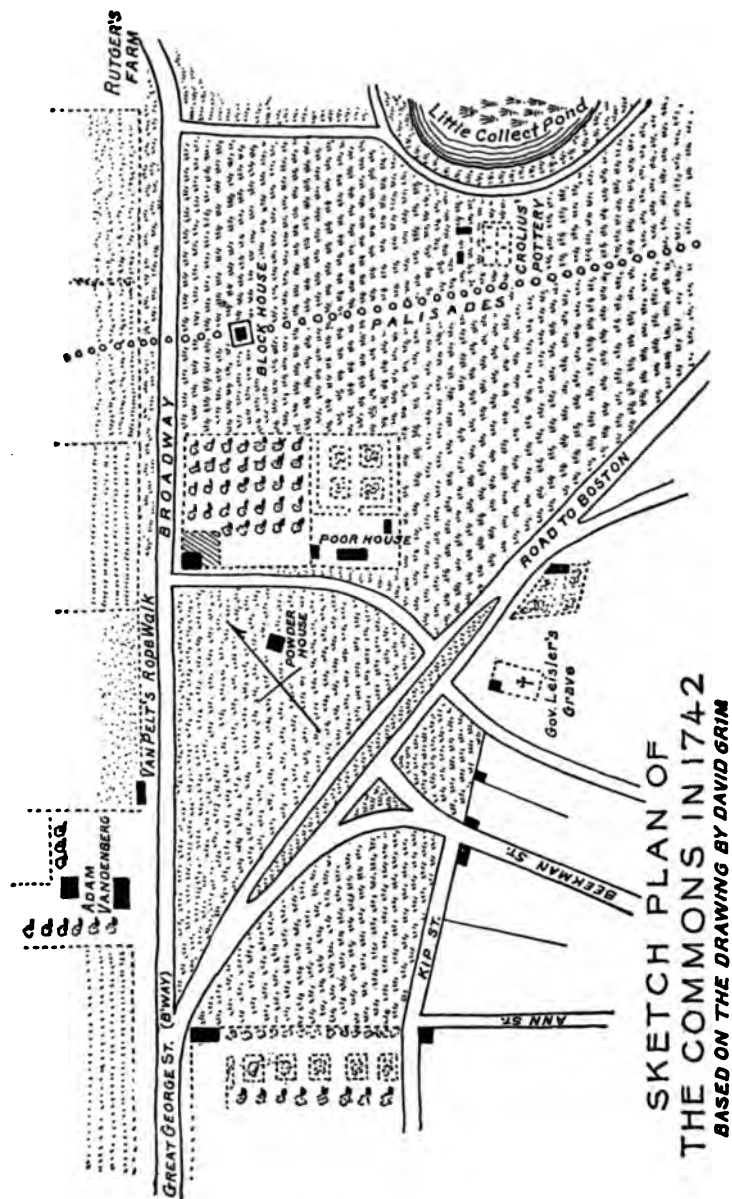 RUTGER'S
FARM
VAN PELT'S ROPEWALK
ADAM
VANDENBERG
GREAT GEORGE ST. (B'WAY)
BROADWAY
BLOCK HOUSE
PALISADES
Little Collect Pond
CROLIUS'
POTTERY
POOR HOUSE
POWDER
HOUSE
ROAD TO BOSTON
Gov. Leisler's
Grave
KIP ST.
BEEKMAN ST.
ANN ST.
SKETCH PLAN OF
THE COMMONS IN 1742
BASED ON THE DRAWING BY DAVID GRIM